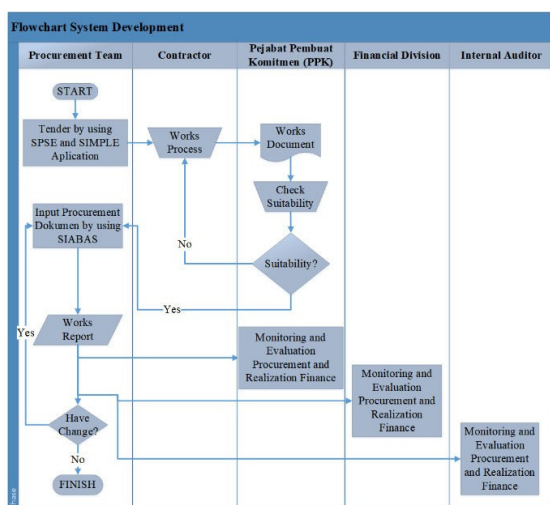 Flowchart System Development
Procurement Team
Contractor
Pejabat Pembuat
Komitmen (PPK)
Financial Division
Internal Auditor
START
Tender by using
SPSE and SIMPLE
Aplication
Works
Process
Works
Document
Check
Suitability
Input Procurement
Dokumen by using
SIABAS
No
Suitability?
Yes
Works
Report
Yes
Monitoring and
Evaluation
Procurement and
Realization Finance
Monitoring and
Evaluation
Procurement and
Realization
Finance
Have
Change?
Monitoring and
Evaluation
Procurement
and Realization
Finance
No
FINISH